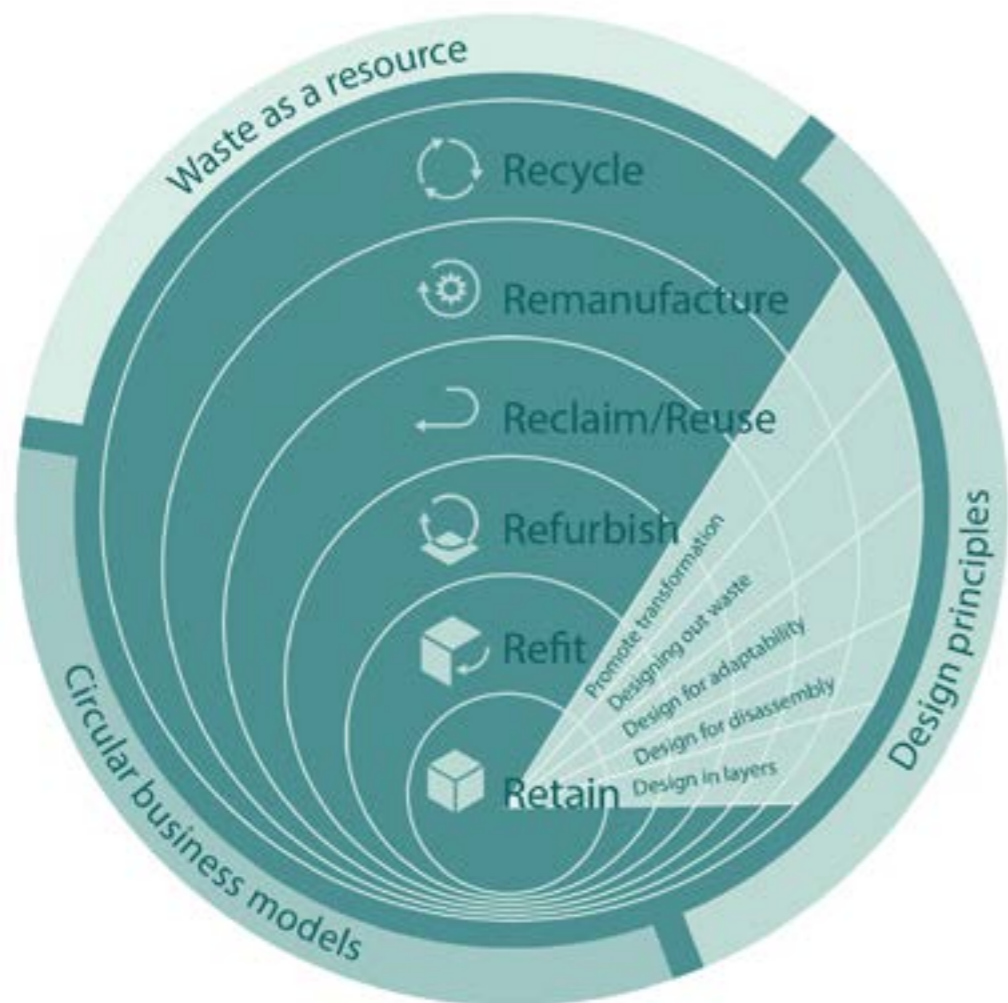 Waste as a resource
Recycle
Remanufacture
Reclaim/Reuse
Refurbish
Refit
Retain
Promote transformation
Designing out waste
Design for adaptability
Design for disassembly
Design in layers
Design principles
Circular business models